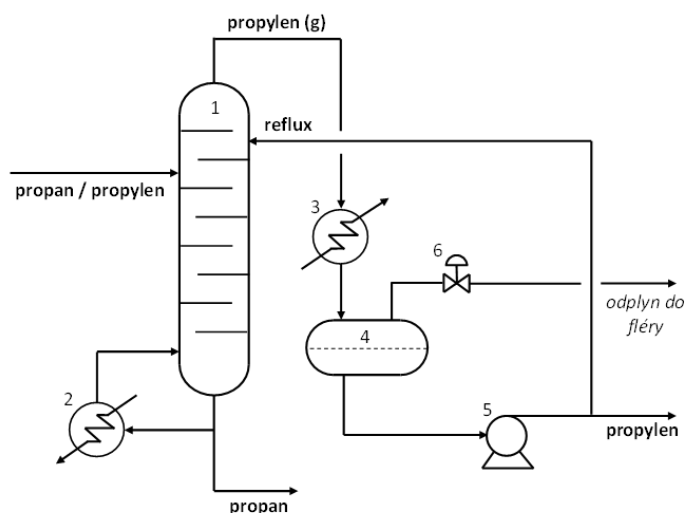 propylen (g)
1
reflux
propan / propylen
3
6
odplyn do
fléry
4
2
5
propylen
propan